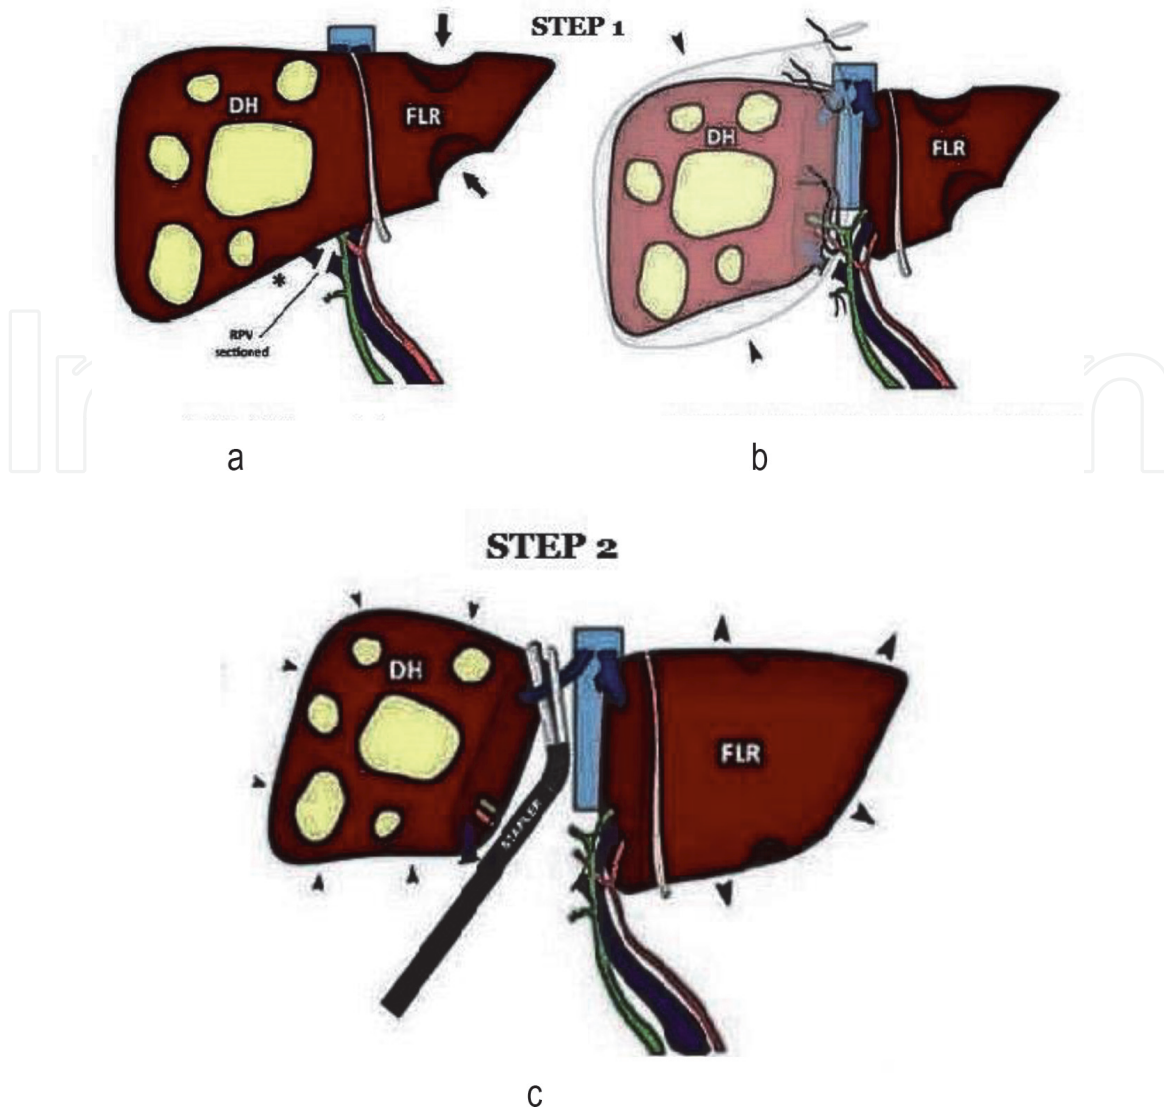 STEP 1
DH
FLR
*
RPV
sectioned
a
DH
FLR
b
STEP 2
DH
FLR
STAPLER
c